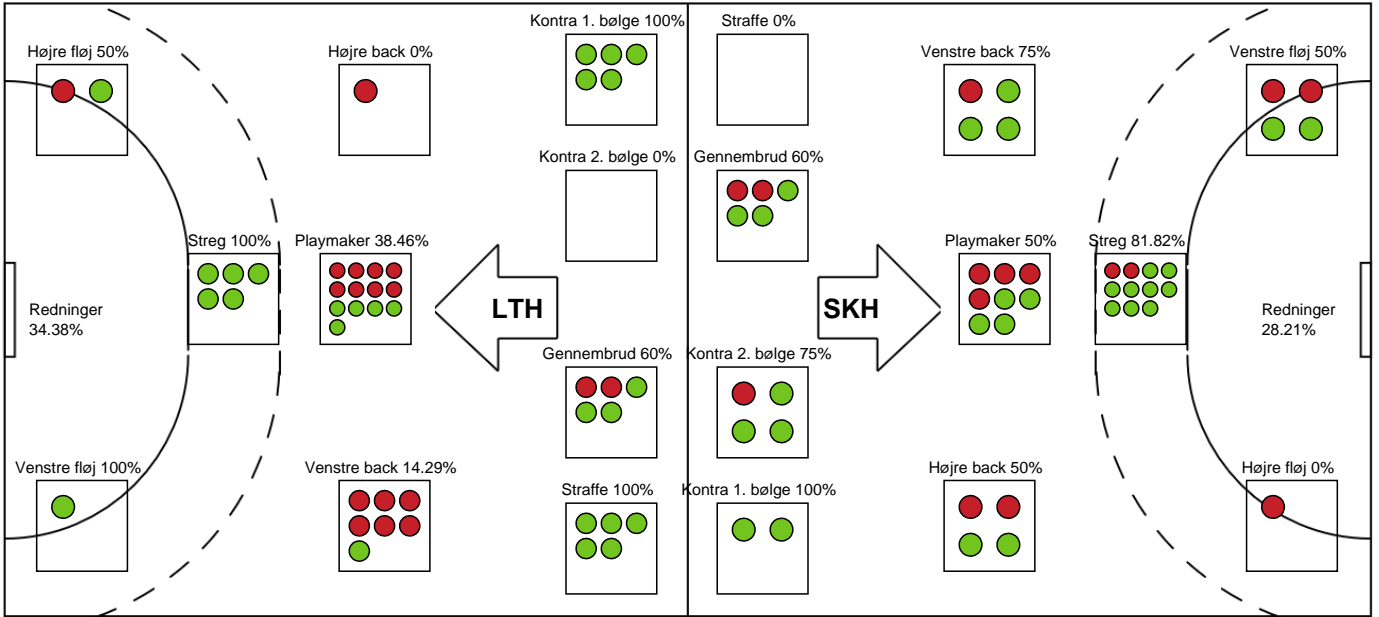 Kontra 1. bølge 100%
Straffe 0%
Højre fløj 50%
Højre back 0%
Venstre back 75%
Venstre fløj 50%
Kontra 2. bølge 0%
Gennembrud 60%
Streg 100%
Playmaker 38.46%
Playmaker 50%
Streg 81.82%
Redninger
34.38%
LTH
SKH
Redninger
28.21%
Gennembrud 60%
Kontra 2. bølge 75%
Venstre fløj 100%
Venstre back 14.29%
Straffe 100%
Kontra 1. bølge 100%
Højre back 50%
Højre fløj 0%